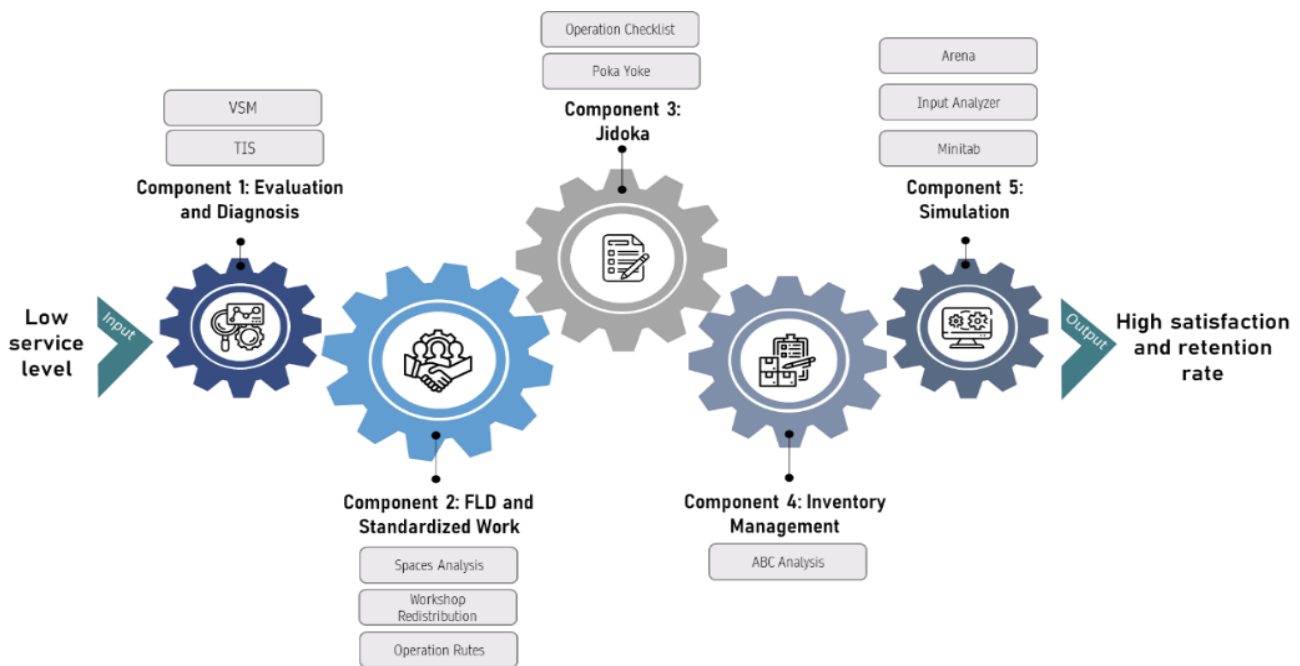 Operation Checklist
Poka Yoke
Component 3:
Jidoka
Arena
Input Analyzer
Minitab
Component 5:
Simulation
VSM
TIS
Component 1: Evaluation
and Diagnosis
Low
service
level
Input
Output
High satisfaction
and retention
rate
Component 2: FLD and
Standardized Work
Spaces Analysis
Workshop
Redistribution
Operation Rutes
Component 4: Inventory
Management
ABC Analysis